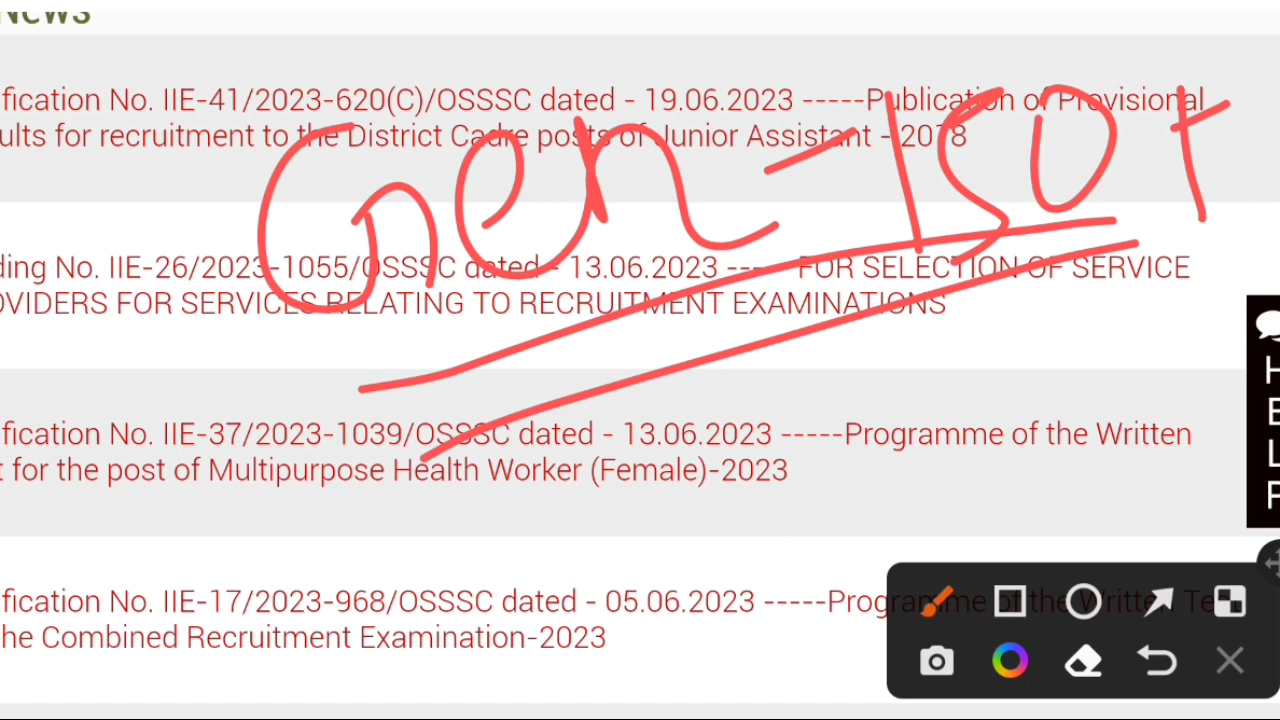 News
fication No. IIE-41/2023-620(C)/OSSSC dated - 19.06.2023 -----Publication of Provisional
ults for recruitment to the District Cadre posts of Junior Assistant - 2018
Gen-150+
ding No. IIE-26/2023-1055/OSSSC dated - 13.06.2023 -----FOR SELECTION OF SERVICE
OVIDERS FOR SERVICES RELATING TO RECRUITMENT EXAMINATIONS
fication No. IIE-37/2023-1039/OSSSC dated - 13.06.2023 -----Programme of the Written
t for the post of Multipurpose Health Worker (Female)-2023
fication No. IIE-17/2023-968/OSSSC dated - 05.06.2023 -----Programme of the Written Te
he Combined Recruitment Examination-2023
HELP